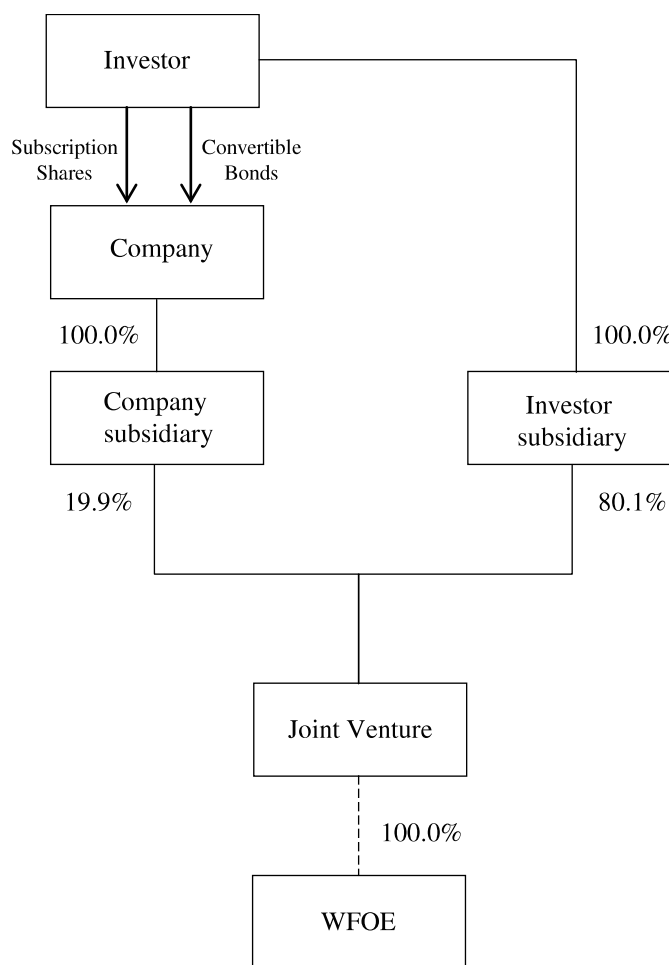 Investor
Subscription
Shares
Convertible
Bonds
Company
100.0%
100.0%
Company
subsidiary
Investor
subsidiary
19.9%
80.1%
Joint Venture
100.0%
WFOE